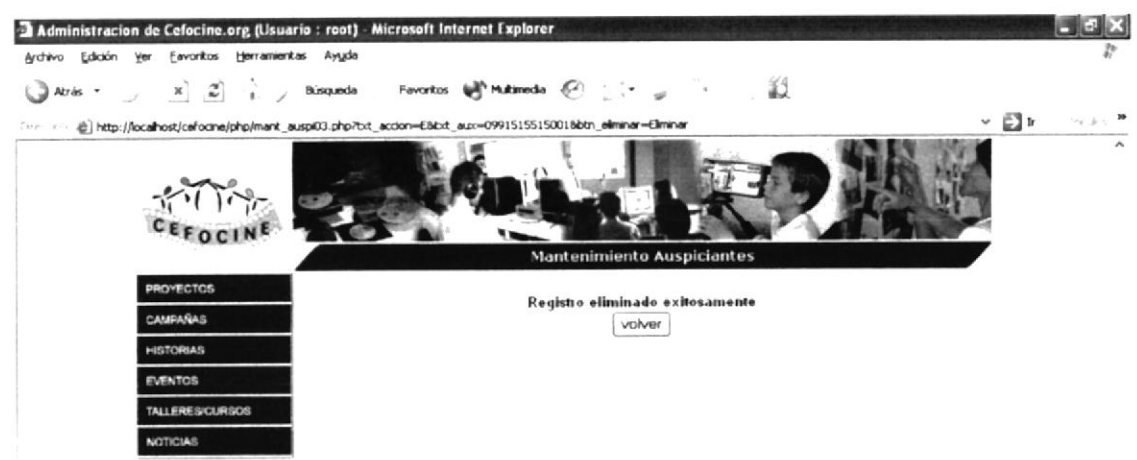 Administracion de Cefocine.org (Usuario : root) - Microsoft Internet Explorer
Archivo Edición Ver Favoritos Herramientas Ayuda
Atrás Búsqueda Favoritos Multimedia
http://localhost/cefocine/php/mant_auspi03.php?txt_accion=E&txt_aux=0991515515001&btn_eliminar=Eliminar Ir
CEFOCINE
Mantenimiento Auspiciantes
PROYECTOS
Registro eliminado exitosamente
CAMPAÑAS
volver
HISTORIAS
EVENTOS
TALLERES/CURSOS
NOTICIAS